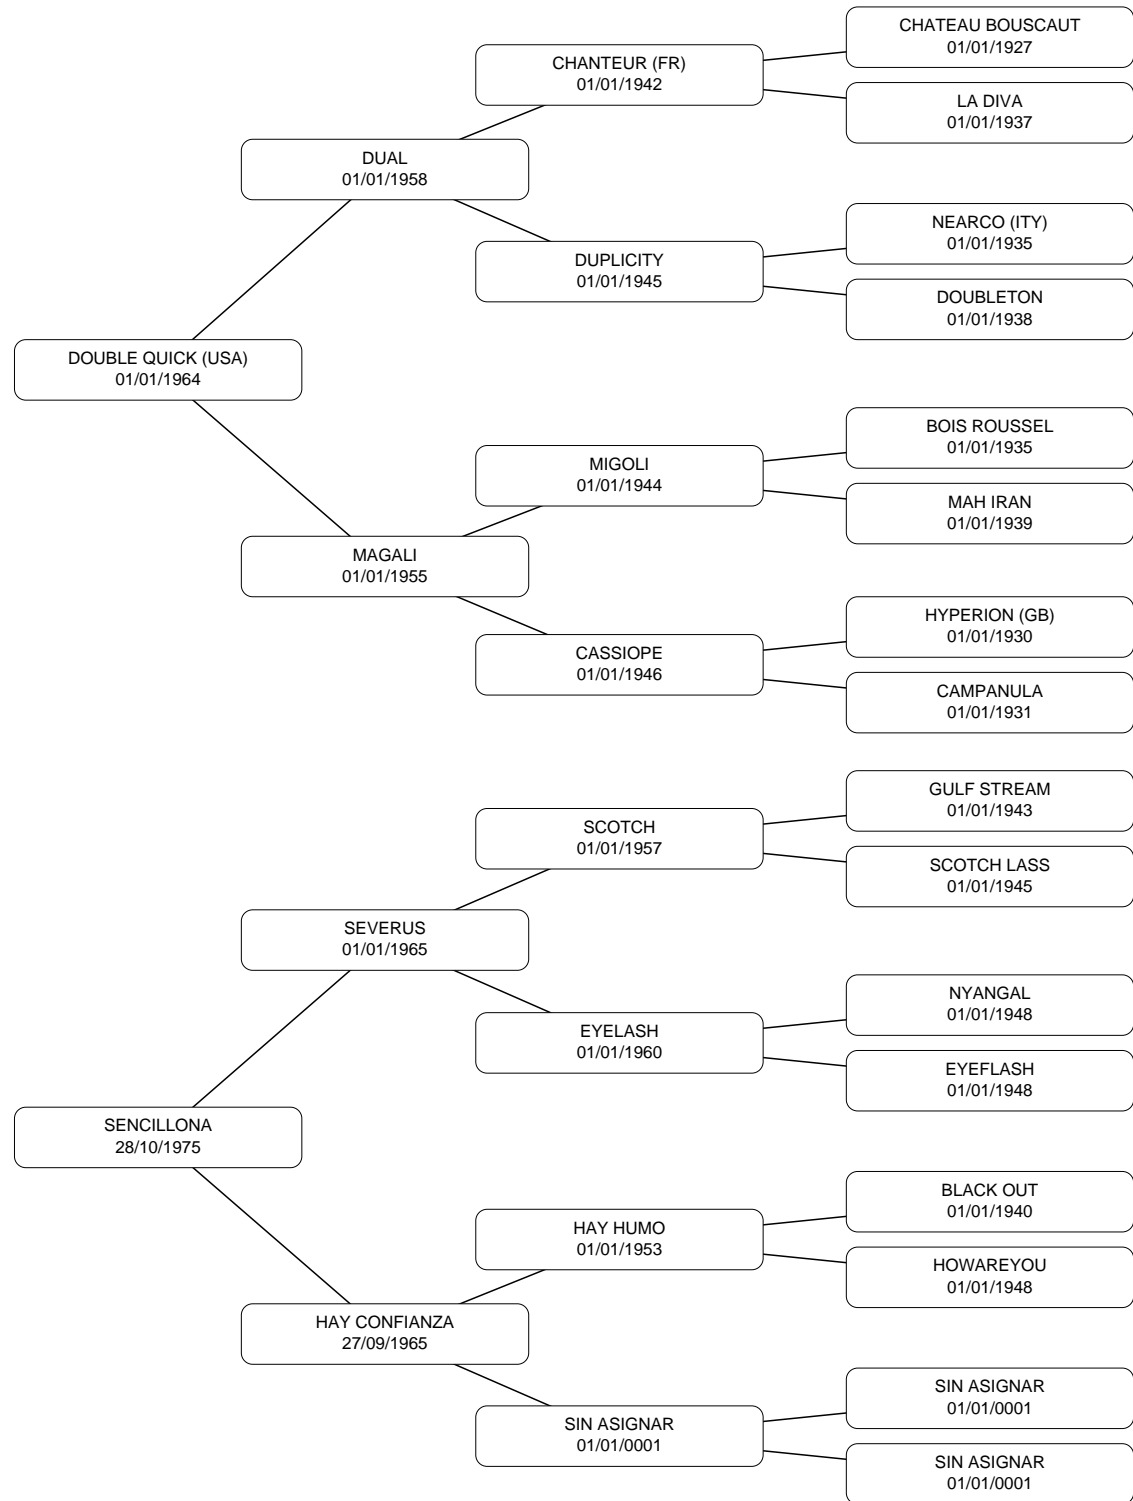 CHATEAU BOUSCAUT
01/01/1927
CHANTEUR (FR)
01/01/1942
LA DIVA
01/01/1937
DUAL
01/01/1958
NEARCO (ITY)
01/01/1935
DUPLICITY
01/01/1945
DOUBLETON
01/01/1938
DOUBLE QUICK (USA)
01/01/1964
BOIS ROUSSEL
01/01/1935
MIGOLI
01/01/1944
MAH IRAN
01/01/1939
MAGALI
01/01/1955
HYPERION (GB)
01/01/1930
CASSIOPE
01/01/1946
CAMPANULA
01/01/1931
GULF STREAM
01/01/1943
SCOTCH
01/01/1957
SCOTCH LASS
01/01/1945
SEVERUS
01/01/1965
NYANGAL
01/01/1948
EYELASH
01/01/1960
EYEFLASH
01/01/1948
SENCILLONA
28/10/1975
BLACK OUT
01/01/1940
HAY HUMO
01/01/1953
HOWAREYOU
01/01/1948
HAY CONFIANZA
27/09/1965
SIN ASIGNAR
01/01/0001
SIN ASIGNAR
01/01/0001
SIN ASIGNAR
01/01/0001